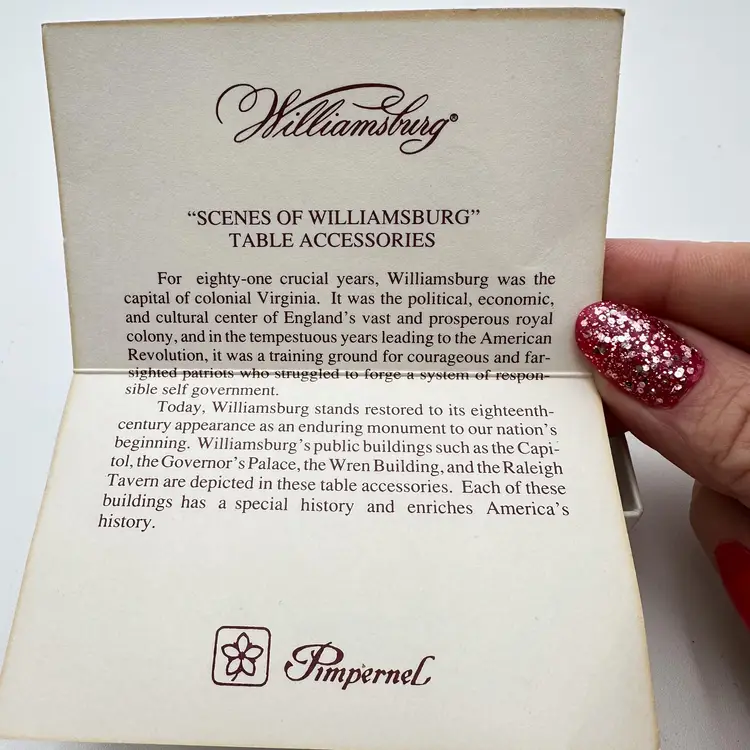 Williamsburg®
“SCENES OF WILLIAMSBURG”
TABLE ACCESSORIES
For eighty-one crucial years, Williamsburg was the
capital of colonial Virginia. It was the political, economic,
and cultural center of England’s vast and prosperous royal
colony, and in the tempestuous years leading to the American
Revolution, it was a training ground for courageous and far-
sighted patriots who struggled to forge a system of respon-
sible self government.
Today, Williamsburg stands restored to its eighteenth-
century appearance as an enduring monument to our nation’s
beginning. Williamsburg’s public buildings such as the Capi-
tol, the Governor’s Palace, the Wren Building, and the Raleigh
Tavern are depicted in these table accessories. Each of these
buildings has a special history and enriches America’s
history.
Pimpernel